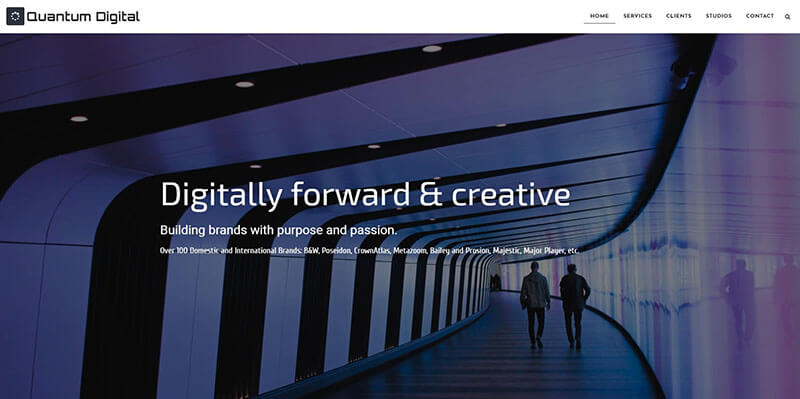 Quantum Digital
HOME SERVICES CLIENTS STUDIOS CONTACT
Digitally forward & creative
Building brands with purpose and passion.
Over 100 Domestic and International Brands: B&W, Poseidon, CrownAtlas, Metazoom, Bailey and Prosion, Majestic, Major Player, etc.